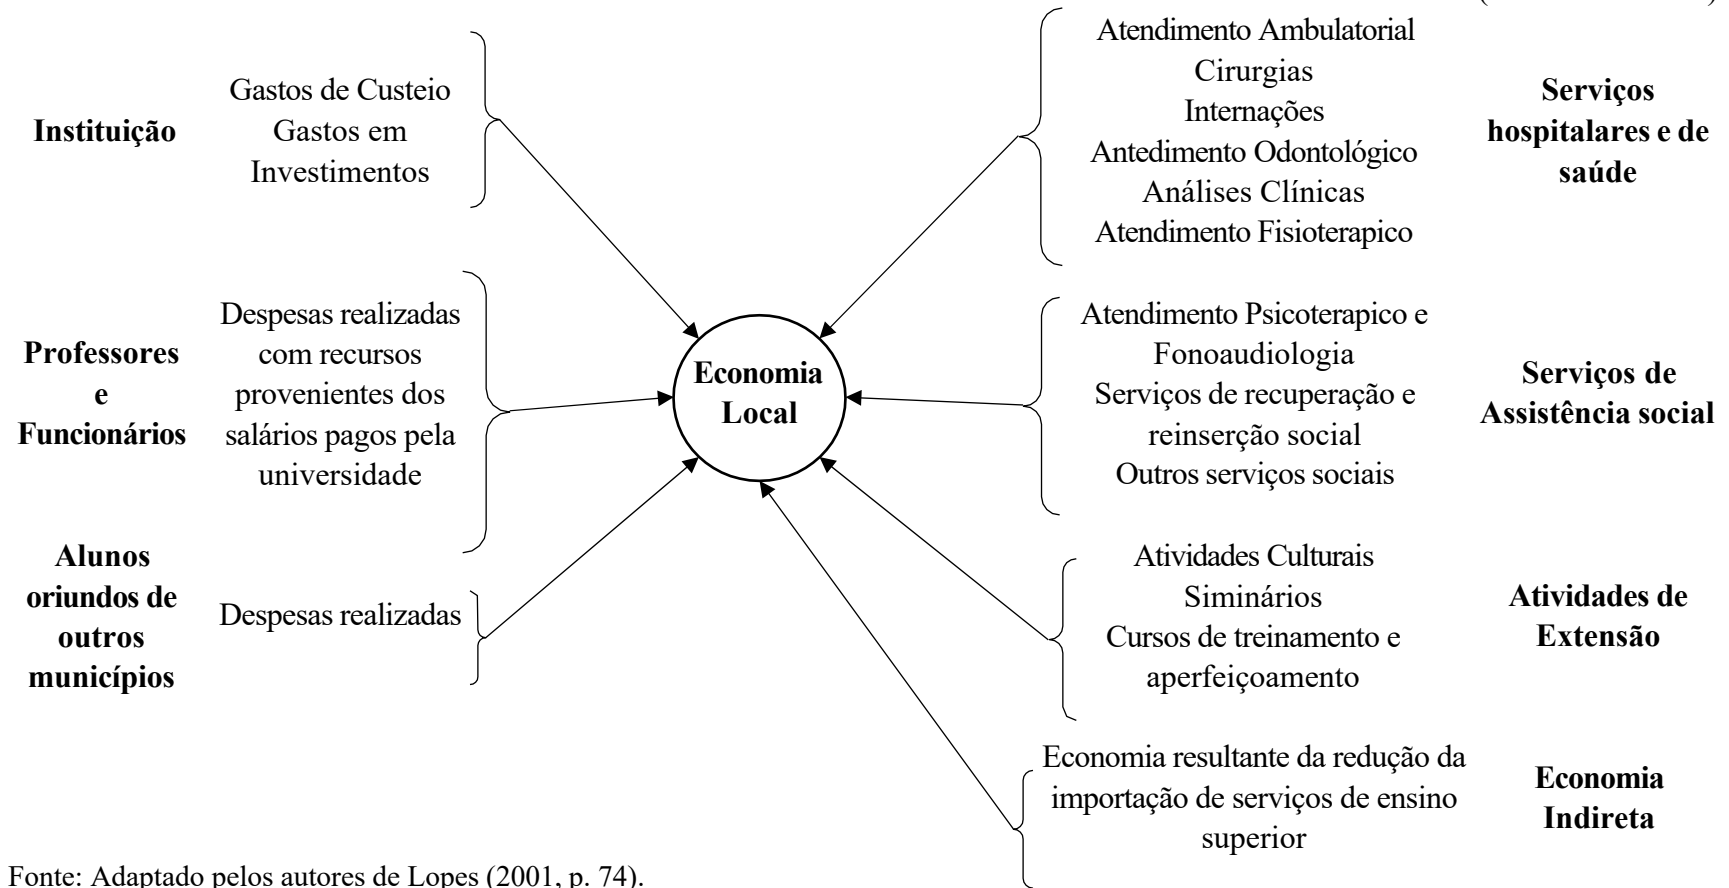 Instituição
Gastos de Custeio
Gastos em
Investimentos
Professores
e
Funcionários
Despesas realizadas
com recursos
provenientes dos
salários pagos pela
universidade
Alunos
oriundos de
outros
municípios
Despesas realizadas
Economia
Local
Atendimento Ambulatorial
Cirurgias
Internações
Antedimento Odontológico
Análises Clínicas
Atendimento Fisioterapico
Serviços
hospitalares e de
saúde
Atendimento Psicoterapico e
Fonoaudiologia
Serviços de recuperação e
reinserção social
Outros serviços sociais
Serviços de
Assistência social
Atividades Culturais
Siminários
Cursos de treinamento e
aperfeiçoamento
Atividades de
Extensão
Economia resultante da redução da
importação de serviços de ensino
superior
Economia
Indireta
Fonte: Adaptado pelos autores de Lopes (2001, p. 74).